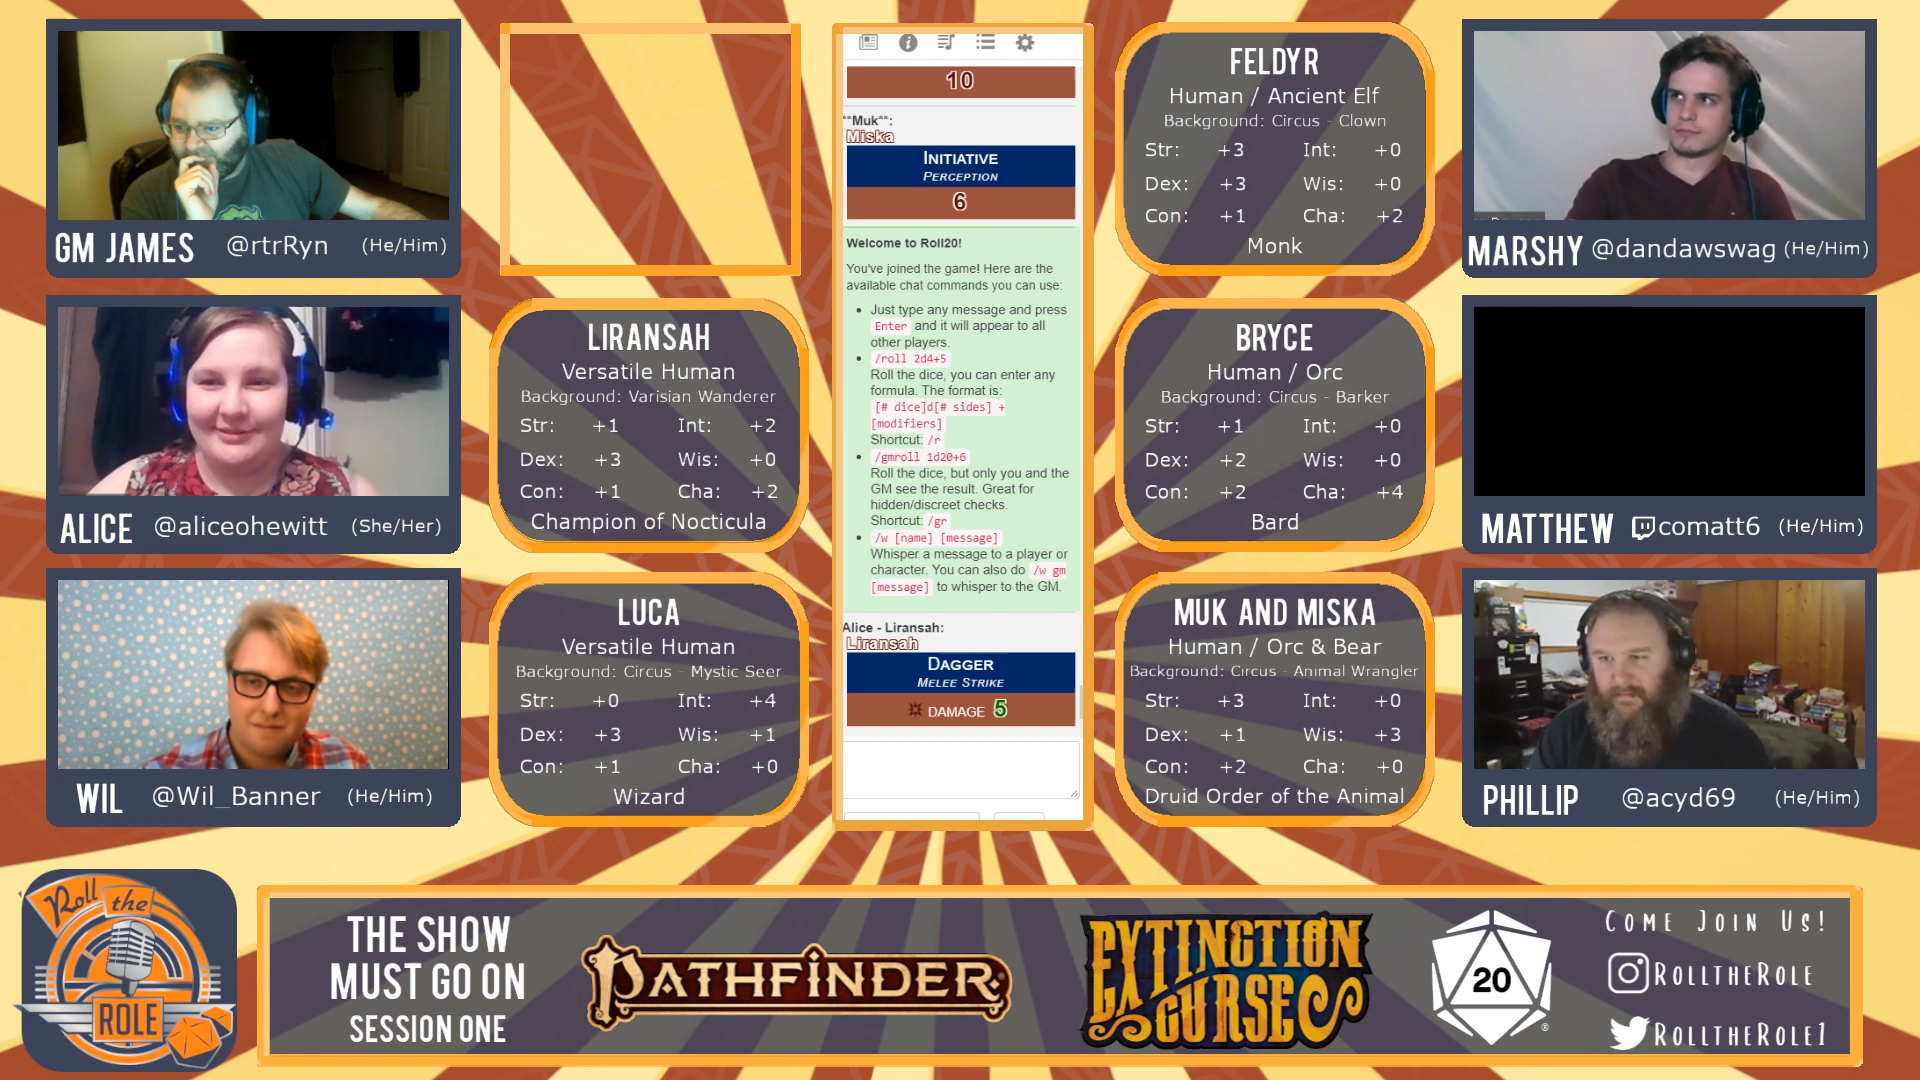 GM JAMES @rtrRyn (He/Him)
ALICE @aliceohewitt (She/Her)
WIL @Wil_Banner (He/Him)
LIRANSAH
Versatile Human
Background: Varisian Wanderer
Str: +1 Int: +2
Dex: +3 Wis: +0
Con: +1 Cha: +2
Champion of Nocticula
LUCA
Versatile Human
Background: Circus - Mystic Seer
Str: +0 Int: +4
Dex: +3 Wis: +1
Con: +1 Cha: +0
Wizard
10
**Muk**:
Miska
INITIATIVE
PERCEPTION
6
Welcome to Roll20!
You've joined the game! Here are the
available chat commands you can use:
• Just type any message and press
Enter and it will appear to all
other players.
• /roll 2d4+5
Roll the dice, you can enter any
formula. The format is:
[# dice]d[# sides] +
[modifiers]
Shortcut: /r
• /gmroll 1d20+6
Roll the dice, but only you and the
GM see the result. Great for
hidden/discreet checks.
Shortcut: /gr
• /w [name] [message]
Whisper a message to a player or
character. You can also do /w gm
[message] to whisper to the GM.
Alice - Liransah:
Liransah
DAGGER
MELEE STRIKE
DAMAGE 5
FELDYR
Human / Ancient Elf
Background: Circus - Clown
Str: +3 Int: +0
Dex: +3 Wis: +0
Con: +1 Cha: +2
Monk
BRYCE
Human / Orc
Background: Circus - Barker
Str: +1 Int: +0
Dex: +2 Wis: +0
Con: +2 Cha: +4
Bard
MUK AND MISKA
Human / Orc & Bear
Background: Circus - Animal Wrangler
Str: +3 Int: +0
Dex: +1 Wis: +3
Con: +2 Cha: +0
Druid Order of the Animal
MARSHY @dandawswag (He/Him)
MATTHEW comatt6 (He/Him)
PHILLIP @acyd69 (He/Him)
Roll the
ROLE
THE SHOW
MUST GO ON
SESSION ONE
PATHFINDER
EXTINCTION
CURSE
20
®
COME JOIN US!
ROLLTHEROLE
ROLLTHEROLE1